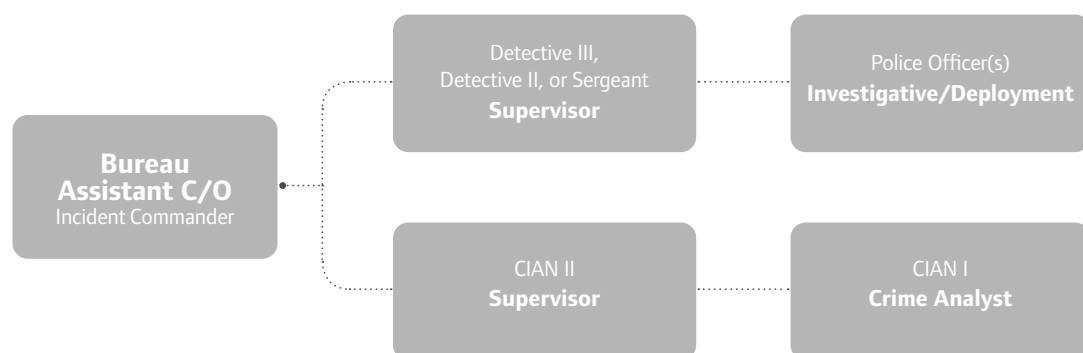 Bureau
Assistant C/O
Incident Commander
Detective III,
Detective II, or Sergeant
Supervisor
Police Officer(s)
Investigative/Deployment
CIAN II
Supervisor
CIAN I
Crime Analyst